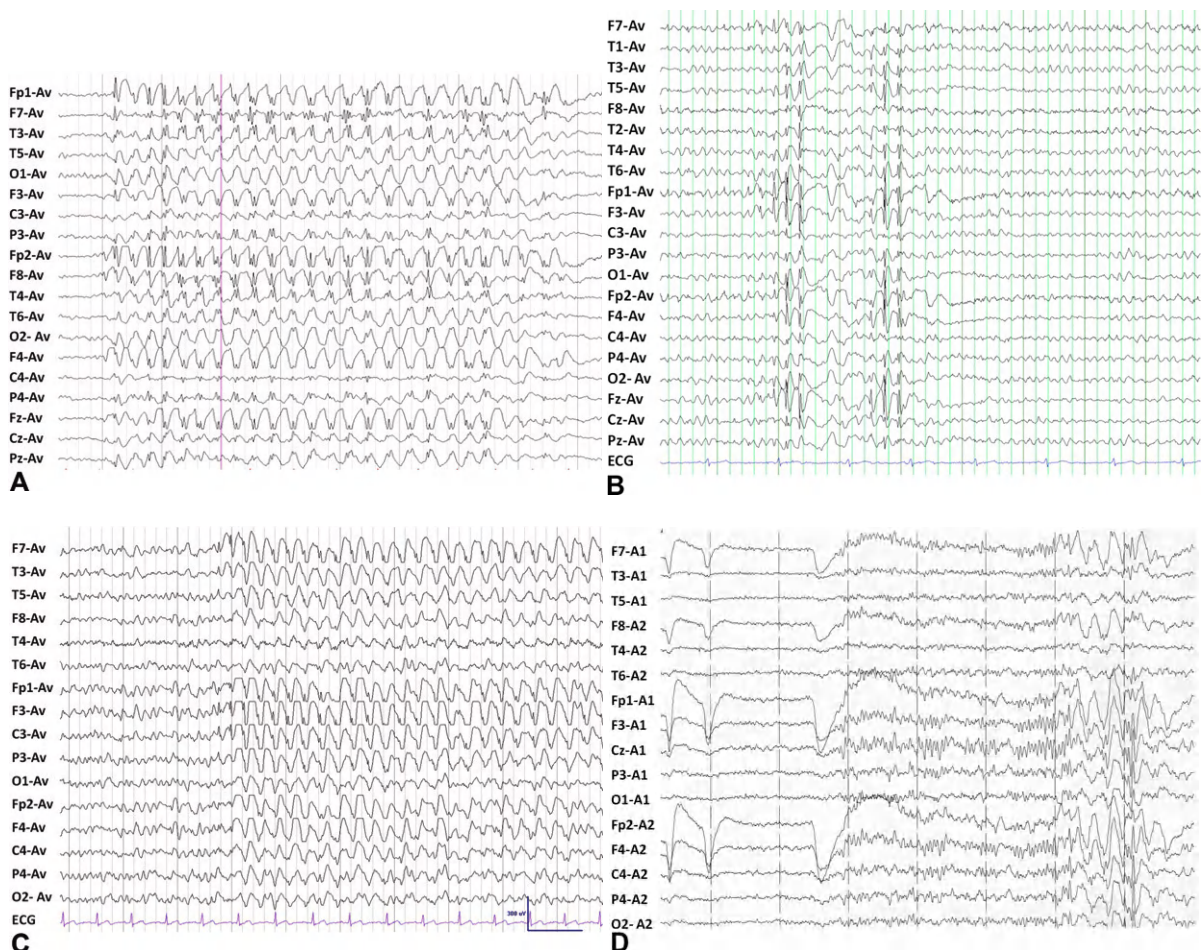 Fp1-Av
F7-Av
T3-Av
T5-Av
O1-Av
F3-Av
C3-Av
P3-Av
Fp2-Av
F8-Av
T4-Av
T6-Av
O2- Av
F4-Av
C4-Av
P4-Av
Fz-Av
Cz-Av
Pz-Av
A
F7-Av
T1-Av
T3-Av
T5-Av
F8-Av
T2-Av
T4-Av
T6-Av
Fp1-Av
F3-Av
C3-Av
P3-Av
O1-Av
Fp2-Av
F4-Av
C4-Av
P4-Av
O2- Av
Fz-Av
Cz-Av
Pz-Av
ECG
B
F7-Av
T3-Av
T5-Av
F8-Av
T4-Av
T6-Av
Fp1-Av
F3-Av
C3-Av
P3-Av
O1-Av
Fp2-Av
F4-Av
C4-Av
P4-Av
O2- Av
ECG
300 uV
C
F7-A1
T3-A1
T5-A1
F8-A2
T4-A2
T6-A2
Fp1-A1
F3-A1
Cz-A1
P3-A1
O1-A1
Fp2-A2
F4-A2
C4-A2
P4-A2
O2- A2
D